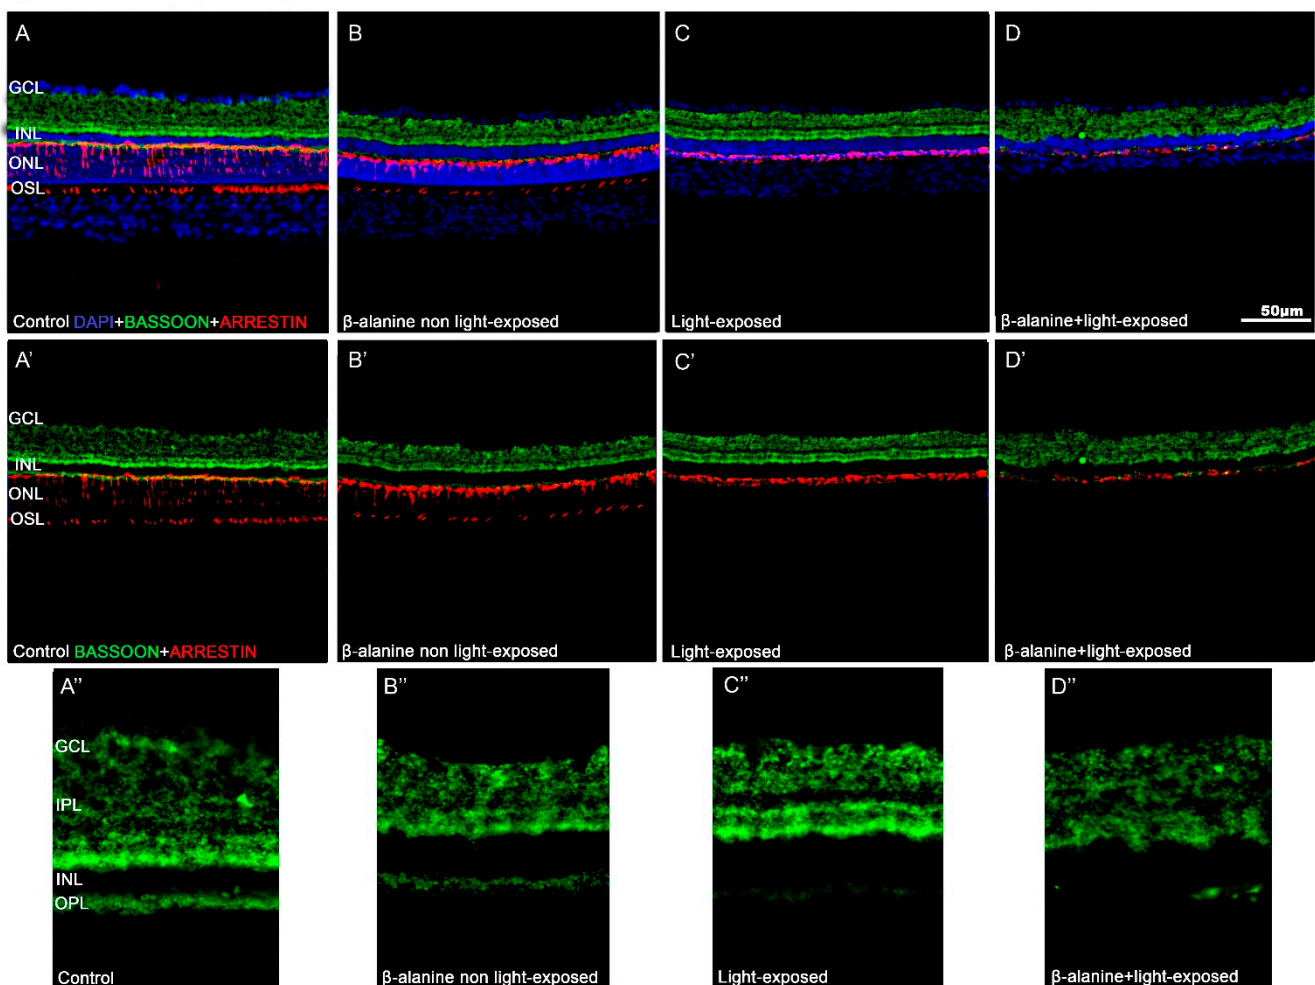 A
GCL
INL
ONL
OSL
Control DAPI+BASSOON+ARRESTIN
B
β-alanine non light-exposed
C
Light-exposed
D
50µm
β-alanine+light-exposed
A'
GCL
INL
ONL
OSL
Control BASSOON+ARRESTIN
B'
β-alanine non light-exposed
C'
Light-exposed
D'
β-alanine+light-exposed
A''
GCL
IPL
INL
OPL
Control
B''
β-alanine non light-exposed
C''
Light-exposed
D''
β-alanine+light-exposed